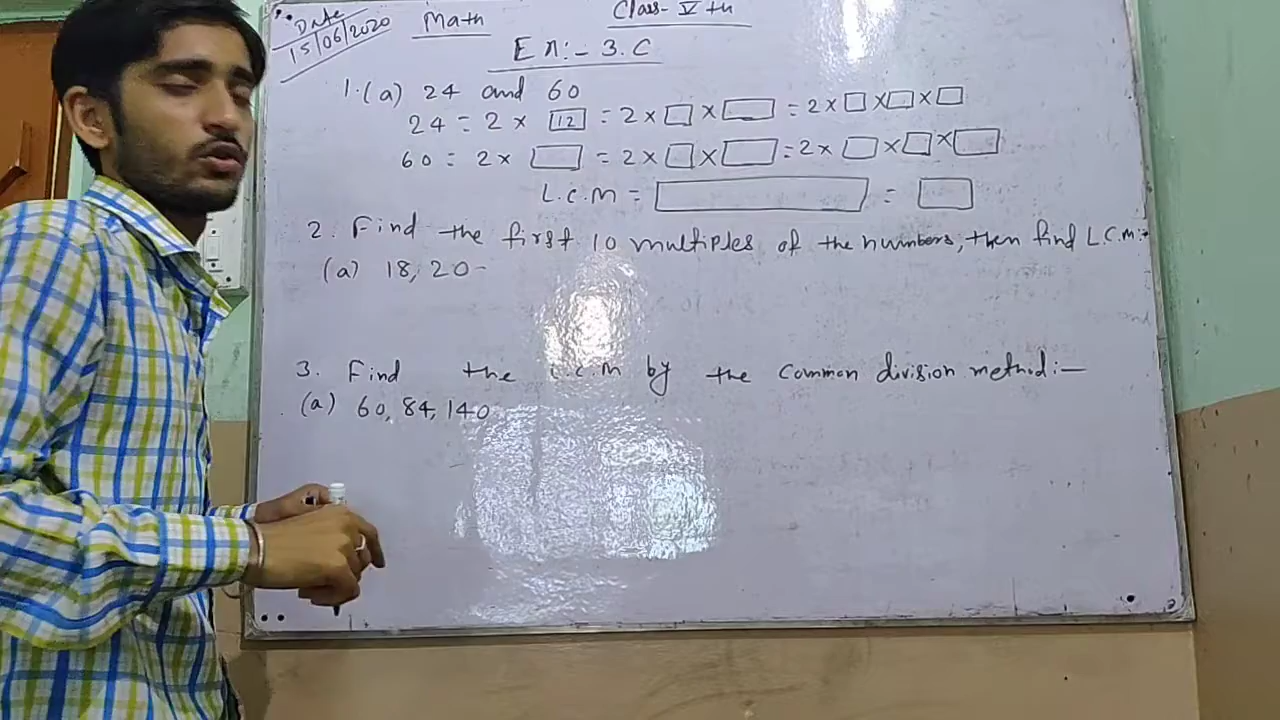 Date
15/06/2020
Math
Class- Vth
Ex:- 3.C
1.(a) 24 and 60
24 = 2 × 12 = 2 × □ × □ = 2 × □ × □ × □
60 = 2 × □ = 2 × □ × □ = 2 × □ × □ × □
L.C.M = □ = □
2. Find the first 10 multiples of the numbers, then find L.C.M:-
(a) 18, 20-
3. Find the L.C.M by the Common division method:-
(a) 60, 84, 140